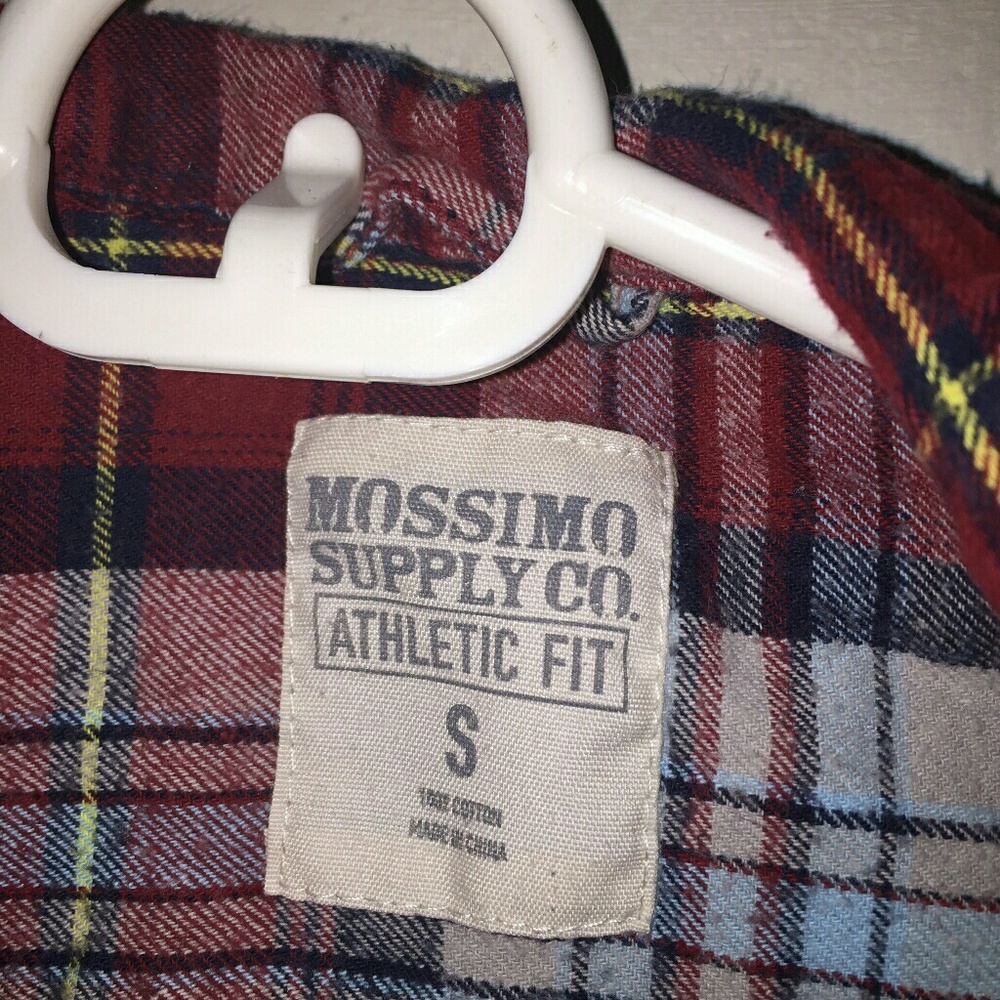 MOSSIMO
SUPPLY CO.
ATHLETIC FIT
S
100% COTTON
MADE IN CHINA